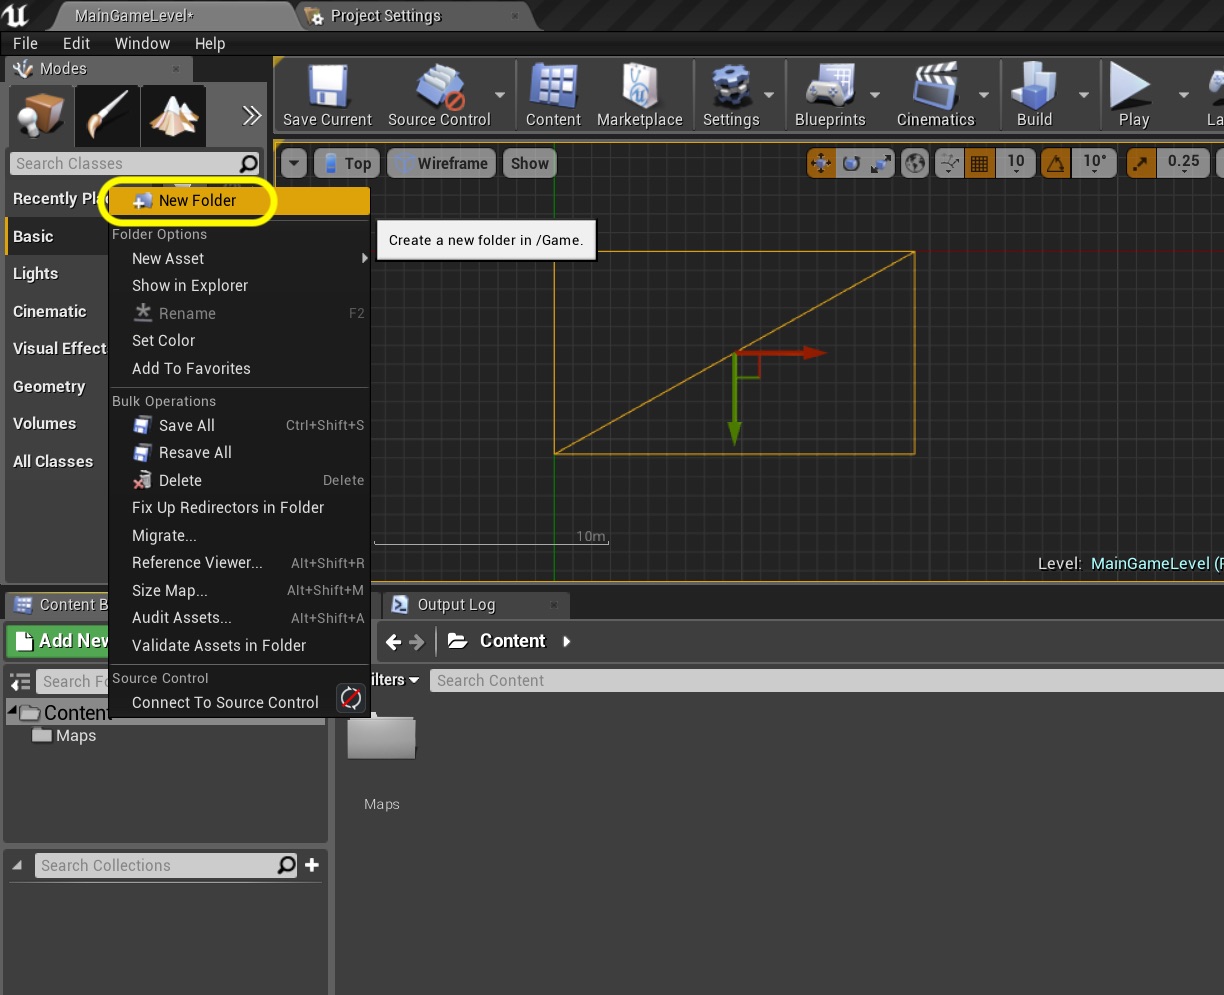 MainGameLevel*
Project Settings
File Edit Window Help
Modes
Save Current
Source Control
Content
Marketplace
Settings
Blueprints
Cinematics
Build
Play
Search Classes
Top
Wireframe
Show
10
10°
0.25
Recently Pla
Basic
Lights
Cinematic
Visual Effect
Geometry
Volumes
All Classes
New Folder
Create a new folder in /Game.
Folder Options
New Asset
Show in Explorer
Rename F2
Set Color
Add To Favorites
Bulk Operations
Save All Ctrl+Shift+S
Resave All
Delete Delete
Fix Up Redirectors in Folder
Migrate...
Reference Viewer... Alt+Shift+R
Size Map... Alt+Shift+M
Audit Assets... Alt+Shift+A
Validate Assets in Folder
Source Control
Connect To Source Control
10m
Level: MainGameLevel (
Content B
Output Log
Add New
Content
Search Fo
ilters
Search Content
Content
Maps
Maps
Search Collections